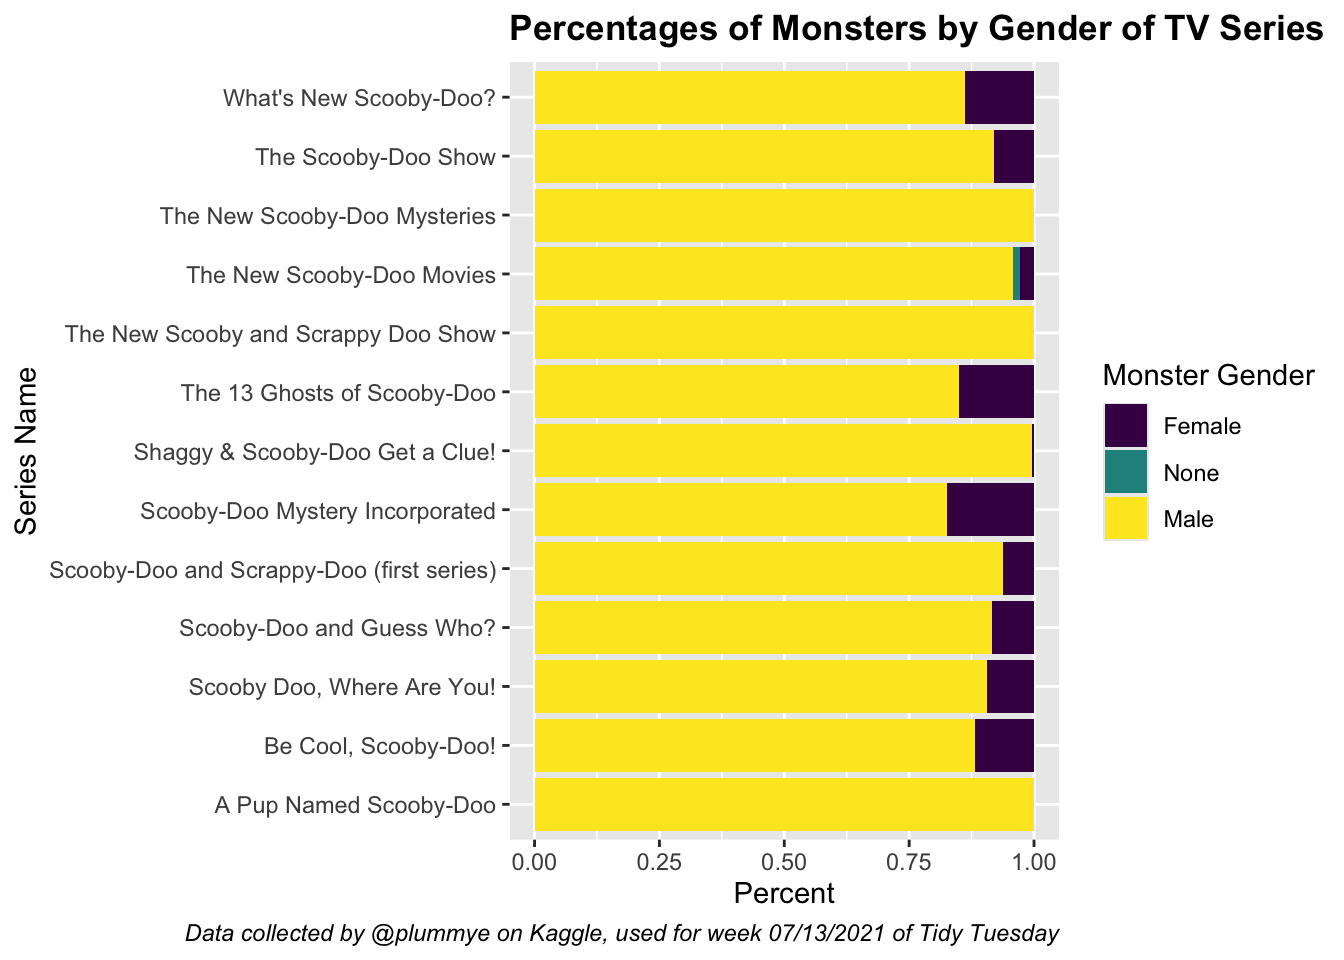 Percentages of Monsters by Gender of TV Series
Series Name
What's New Scooby-Doo?
The Scooby-Doo Show
The New Scooby-Doo Mysteries
The New Scooby-Doo Movies
The New Scooby and Scrappy Doo Show
The 13 Ghosts of Scooby-Doo
Shaggy & Scooby-Doo Get a Clue!
Scooby-Doo Mystery Incorporated
Scooby-Doo and Scrappy-Doo (first series)
Scooby-Doo and Guess Who?
Scooby Doo, Where Are You!
Be Cool, Scooby-Doo!
A Pup Named Scooby-Doo
0.00 0.25 0.50 0.75 1.00
Percent
Monster Gender
Female
None
Male
Data collected by @plummye on Kaggle, used for week 07/13/2021 of Tidy Tuesday